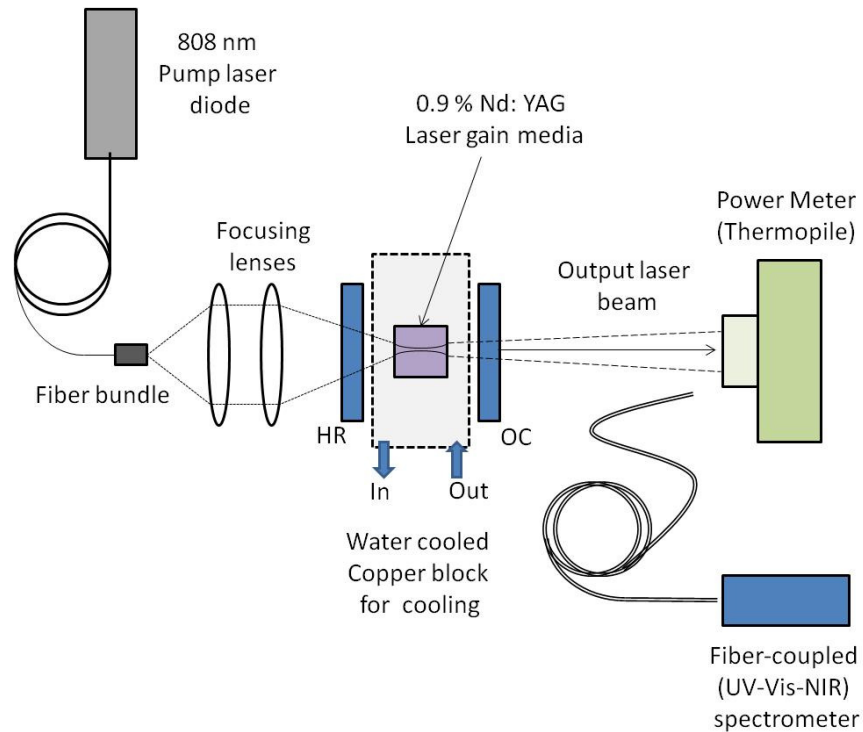 808 nm
Pump laser
diode
0.9 % Nd: YAG
Laser gain media
Power Meter
(Thermopile)
Focusing
lenses
Output laser
beam
Fiber bundle
HR
OC
In
Out
Water cooled
Copper block
for cooling
Fiber-coupled
(UV-Vis-NIR)
spectrometer